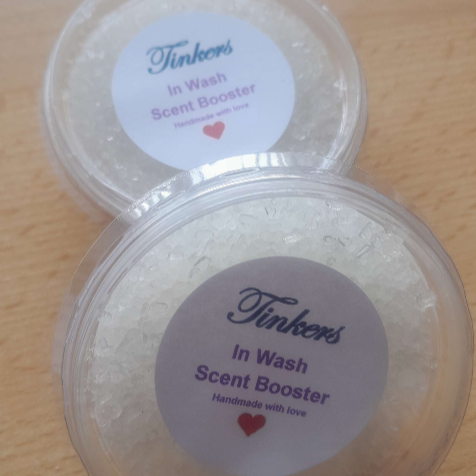 Tinkers
In Wash
Scent Booster
Handmade with love
Tinkers
In Wash
Scent Booster
Handmade with love